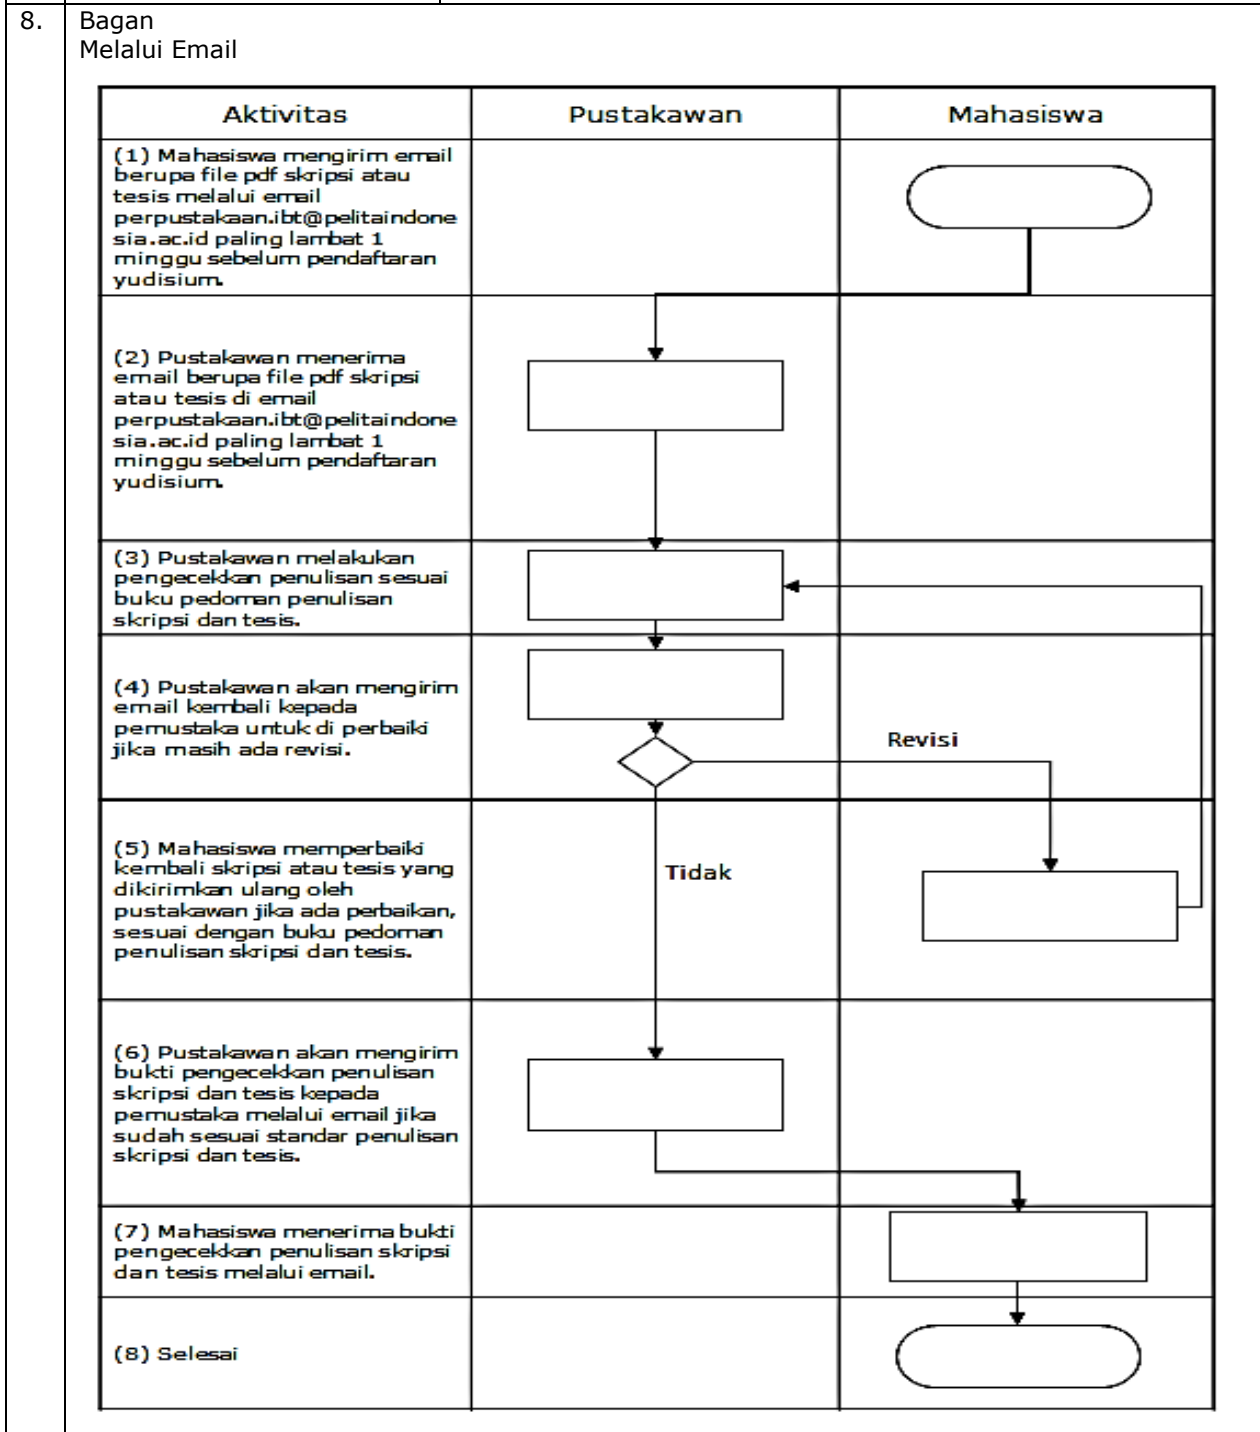 8.
Bagan
Melalui Email
Aktivitas
Pustakawan
Mahasiswa
(1) Mahasiswa mengirim email
berupa file pdf skripsi atau
tesis melalui email
perpustakaan.ibt@pelitaindone
sia.ac.id paling lambat 1
minggu sebelum pendaftaran
yudisium.
(2) Pustakawan menerima
email berupa file pdf skripsi
atau tesis di email
perpustakaan.ibt@pelitaindone
sia.ac.id paling lambat 1
minggu sebelum pendaftaran
yudisium.
(3) Pustakawan melakukan
pengecekkan penulisan sesuai
buku pedoman penulisan
skripsi dan tesis.
(4) Pustakawan akan mengirim
email kembali kepada
pemustaka untuk di perbaiki
jika masih ada revisi.
Revisi
(5) Mahasiswa memperbaiki
kembali skripsi atau tesis yang
dikirimkan ulang oleh
pustakawan jika ada perbaikan,
sesuai dengan buku pedoman
penulisan skripsi dan tesis.
Tidak
(6) Pustakawan akan mengirim
bukti pengecekkan penulisan
skripsi dan tesis kepada
pemustaka melalui email jika
sudah sesuai standar penulisan
skripsi dan tesis.
(7) Mahasiswa menerima bukti
pengecekkan penulisan skripsi
dan tesis melalui email.
(8) Selesai